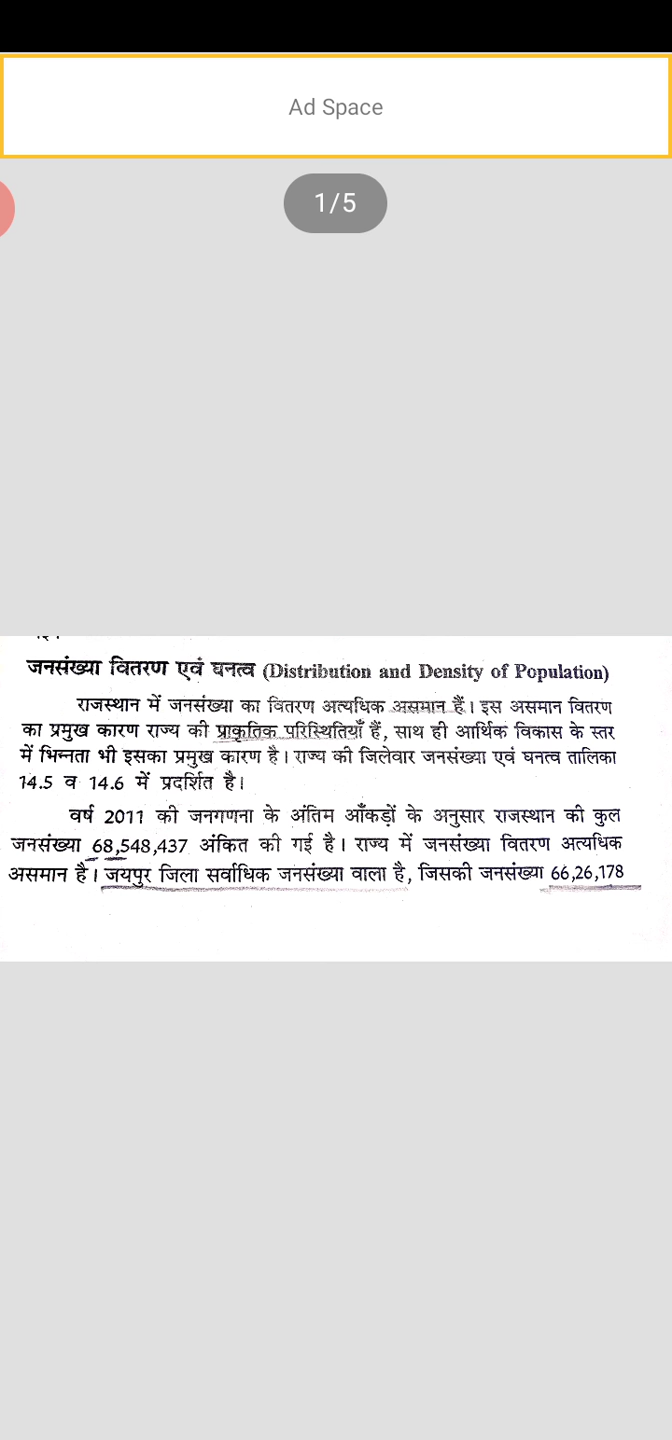 Ad Space
1/5
जनसंख्या वितरण एवं घनत्व (Distribution and Density of Population)
राजस्थान में जनसंख्या का वितरण अत्यधिक असमान हैं। इस असमान वितरण
का प्रमुख कारण राज्य की प्राकृतिक परिस्थितियाँ हैं, साथ ही आर्थिक विकास के स्तर
में भिन्नता भी इसका प्रमुख कारण है। राज्य की जिलेवार जनसंख्या एवं घनत्व तालिका
14.5 व 14.6 में प्रदर्शित है।
वर्ष 2011 की जनगणना के अंतिम आँकड़ों के अनुसार राजस्थान की कुल
जनसंख्या 68,548,437 अंकित की गई है। राज्य में जनसंख्या वितरण अत्यधिक
असमान है। जयपुर जिला सर्वाधिक जनसंख्या वाला है, जिसकी जनसंख्या 66,26,178